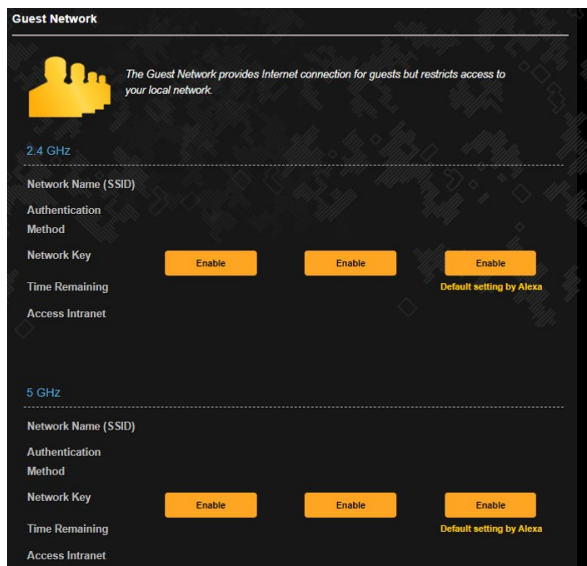 Guest Network
The Guest Network provides Internet connection for guests but restricts access to
your local network.
2.4 GHz
Network Name (SSID)
Authentication
Method
Network Key
Enable Enable Enable
Time Remaining
Default setting by Alexa
Access Intranet
5 GHz
Network Name (SSID)
Authentication
Method
Network Key
Enable Enable Enable
Time Remaining
Default setting by Alexa
Access Intranet